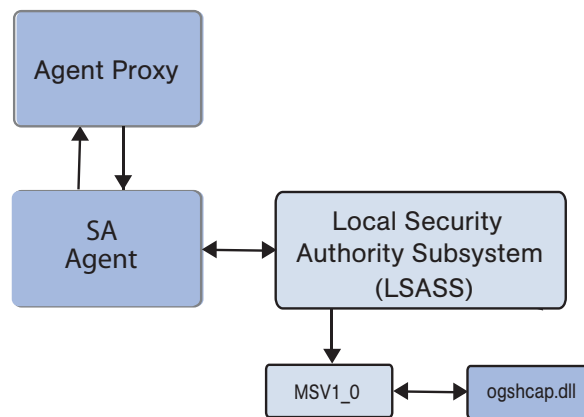 Agent Proxy
SA
Agent
Local Security
Authority Subsystem
(LSASS)
MSV1_0
ogshcap.dll